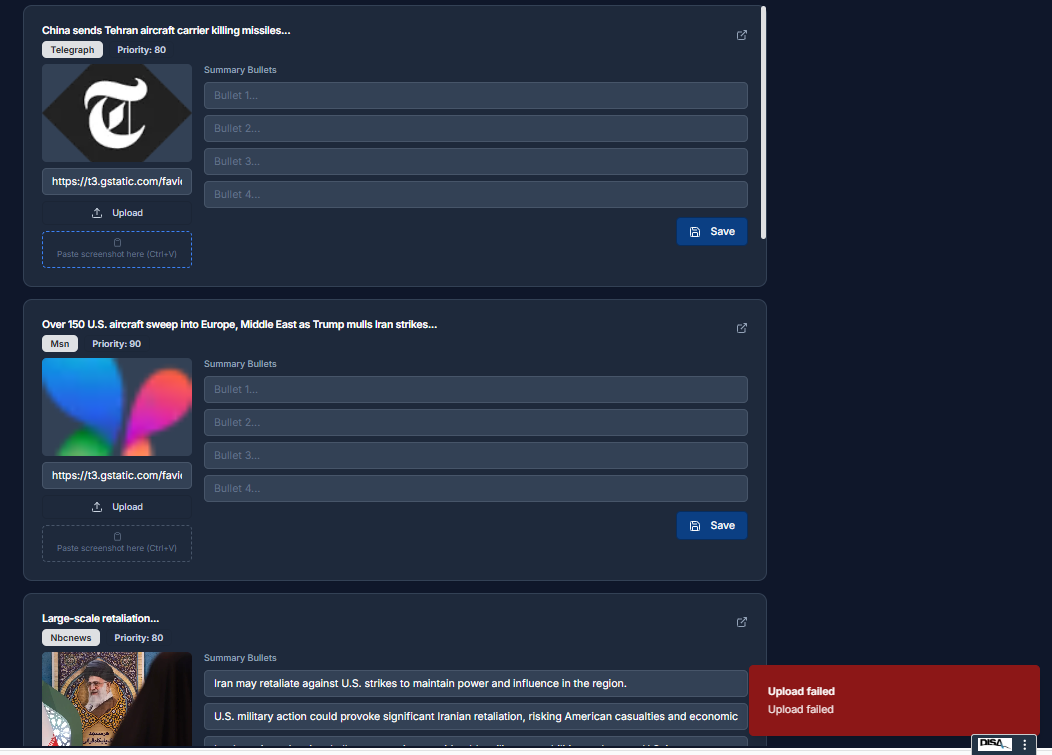 China sends Tehran aircraft carrier killing missiles...
Telegraph
Priority: 80
Summary Bullets
Bullet 1...
Bullet 2...
Bullet 3...
Bullet 4...
https://t3.gstatic.com/favi
Upload
Paste screenshot here (Ctrl+V)
Save
Over 150 U.S. aircraft sweep into Europe, Middle East as Trump mulls Iran strikes...
Msn
Priority: 90
Summary Bullets
Bullet 1...
Bullet 2...
Bullet 3...
Bullet 4...
https://t3.gstatic.com/favi
Upload
Paste screenshot here (Ctrl+V)
Save
Large-scale retaliation...
Nbcnews
Priority: 80
Summary Bullets
Iran may retaliate against U.S. strikes to maintain power and influence in the region.
U.S. military action could provoke significant Iranian retaliation, risking American casualties and economic
Upload failed
Upload failed
DISA